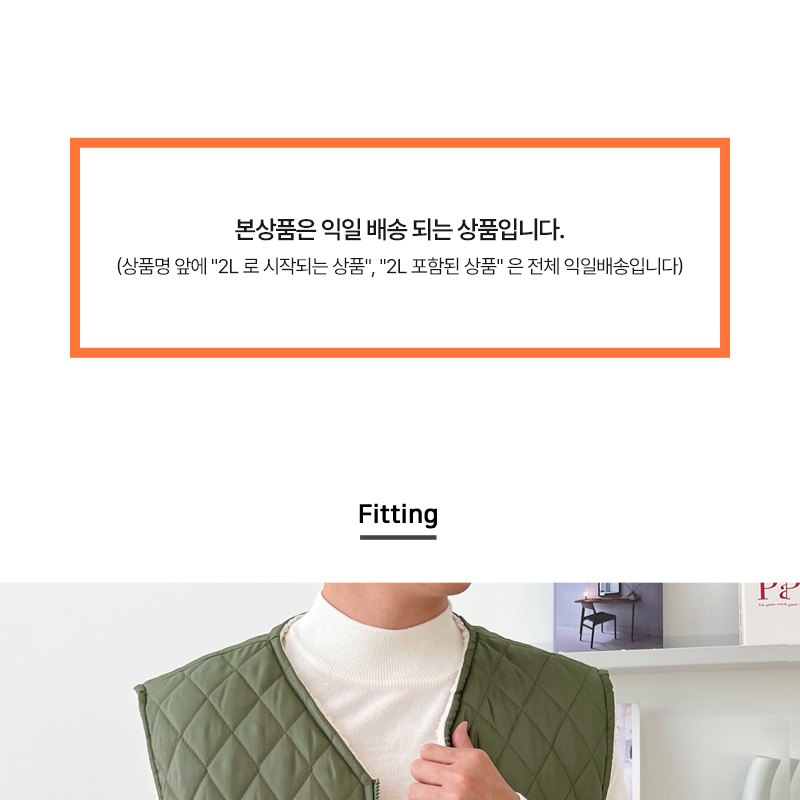 본상품은 익일 배송 되는 상품입니다.
(상품명 앞에 "2L 로 시작되는 상품", "2L 포함된 상품" 은 전체 익일배송입니다)
Fitting